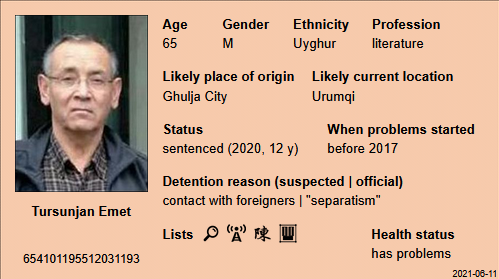 Age Gender Ethnicity Profession
65 M Uyghur literature
Likely place of origin Likely current location
Ghulja City Urumqi
Status When problems started
sentenced (2020, 12 y) before 2017
Detention reason (suspected | official)
contact with foreigners | "separatism"
Tursunjan Emet
Lists 陳 Health status
has problems
654101195512031193
2021-06-11